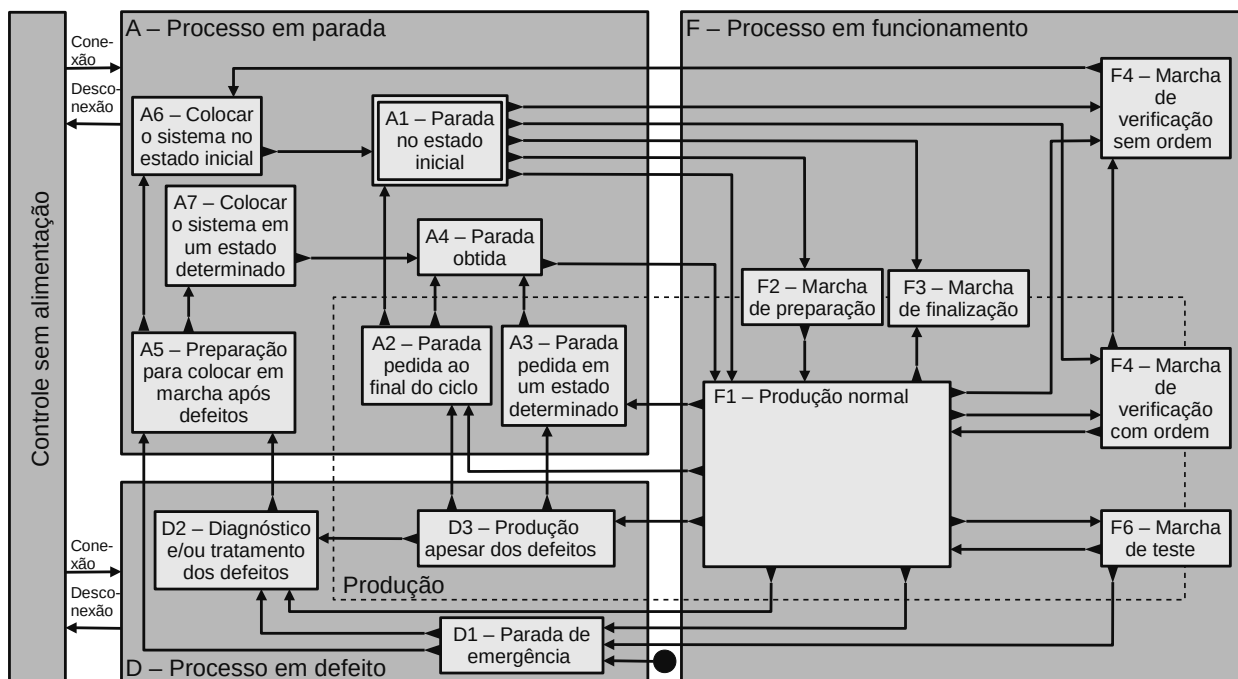 Controle sem alimentação
Cone-
xão
Desco-
nexão
A – Processo em parada
A6 – Colocar
o sistema no
estado inicial
A1 – Parada
no estado
inicial
A7 – Colocar
o sistema em
um estado
determinado
A4 – Parada
obtida
A5 – Preparação
para colocar em
marcha após
defeitos
A2 – Parada
pedida ao
final do ciclo
A3 – Parada
pedida em
um estado
determinado
F – Processo em funcionamento
F4 – Marcha
de
verificação
sem ordem
F2 – Marcha
de preparação
F3 – Marcha
de finalização
F1 – Produção normal
F4 – Marcha
de
verificação
com ordem
F6 – Marcha
de teste
Cone-
xão
Desco-
nexão
D2 – Diagnóstico
e/ou tratamento
dos defeitos
D3 – Produção
apesar dos defeitos
Produção
D1 – Parada de
emergência
D – Processo em defeito